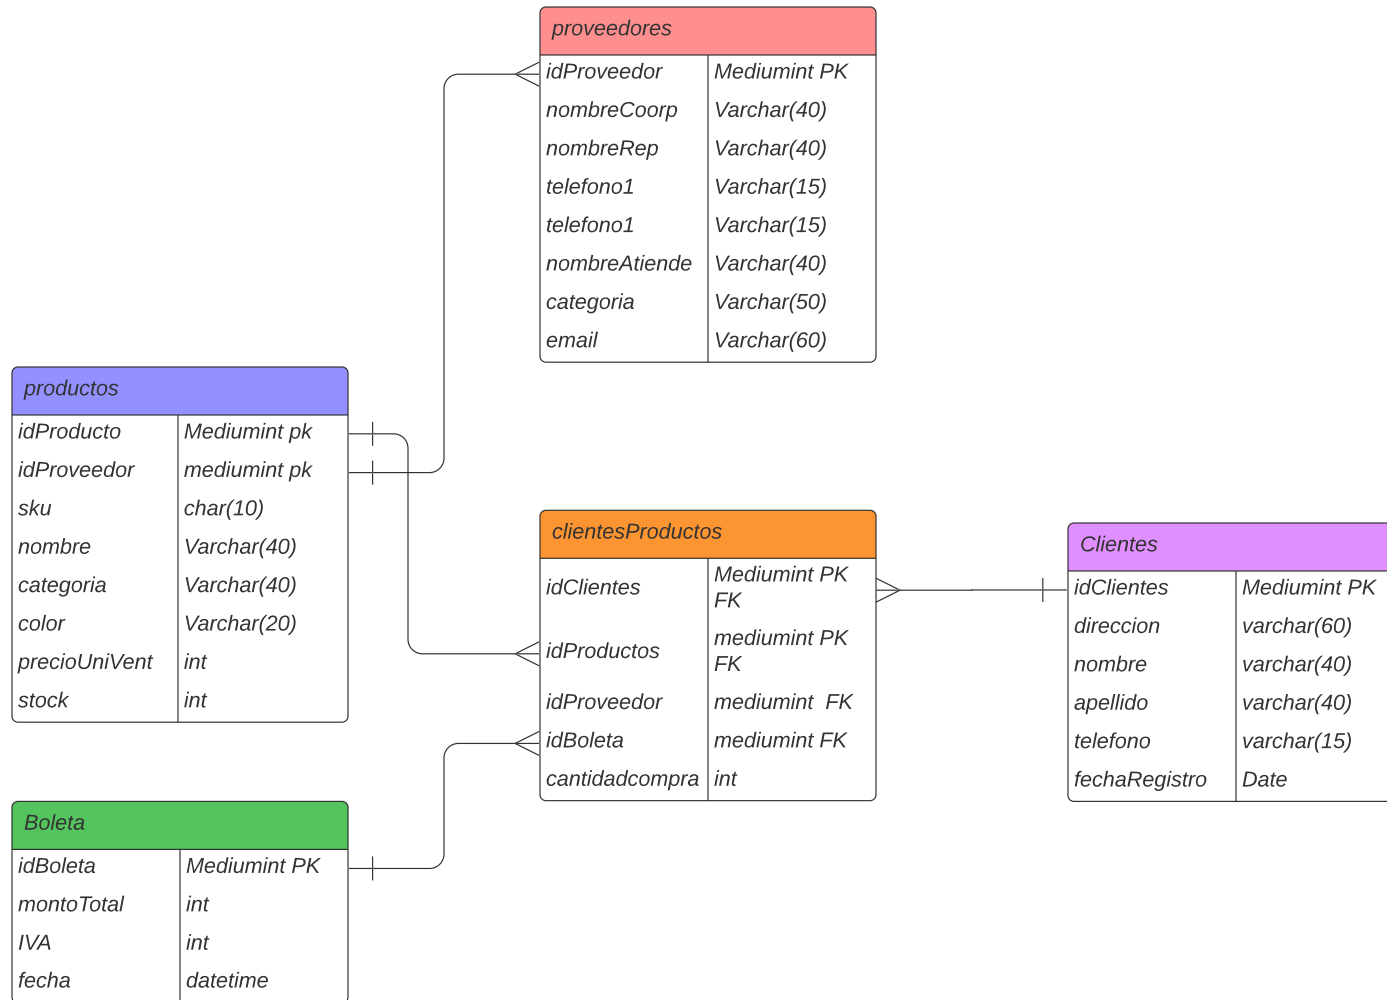 proveedores
idProveedor Mediumint PK
nombreCoorp Varchar(40)
nombreRep Varchar(40)
telefono1 Varchar(15)
telefono1 Varchar(15)
nombreAtiende Varchar(40)
categoria Varchar(50)
email Varchar(60)
productos
idProducto Mediumint pk
idProveedor mediumint pk
sku char(10)
nombre Varchar(40)
categoria Varchar(40)
color Varchar(20)
precioUniVent int
stock int
clientesProductos
idClientes Mediumint PK
FK
idProductos mediumint PK
FK
idProveedor mediumint FK
idBoleta mediumint FK
cantidadcompra int
Clientes
idClientes Mediumint PK
direccion varchar(60)
nombre varchar(40)
apellido varchar(40)
telefono varchar(15)
fechaRegistro Date
Boleta
idBoleta Mediumint PK
montoTotal int
IVA int
fecha datetime